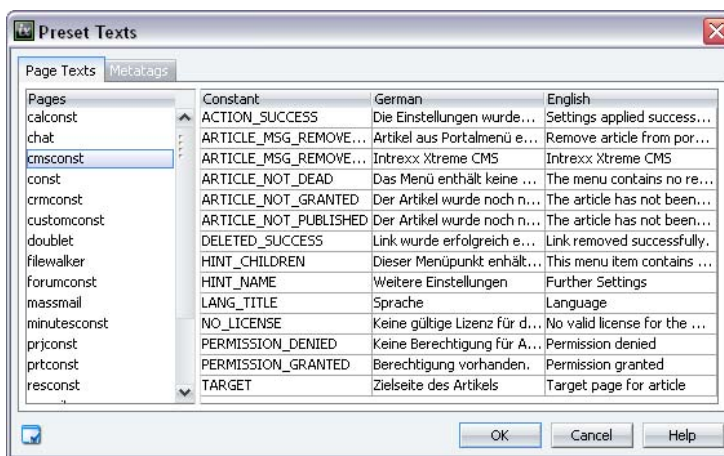 Preset Texts
Page Texts Metatags
Pages
calconst
chat
cmsconst
const
crmconst
customconst
doublet
filewalker
forumconst
massmail
minutesconst
prjconst
prtconst
resconst
Constant German English
ACTION_SUCCESS Die Einstellungen wurde... Settings applied success...
ARTICLE_MSG_REMOVE... Artikel aus Portalmenü e... Remove article from por...
ARTICLE_MSG_REMOVE... Intrexx Xtreme CMS Intrexx Xtreme CMS
ARTICLE_NOT_DEAD Das Menü enthält keine ... The menu contains no re...
ARTICLE_NOT_GRANTED Der Artikel wurde noch n... The article has not been...
ARTICLE_NOT_PUBLISHED Der Artikel wurde noch n... The article has not been...
DELETED_SUCCESS Link wurde erfolgreich e... Link removed successfully.
HINT_CHILDREN Dieser Menüpunkt enhält... This menu item contains ...
HINT_NAME Weitere Einstellungen Further Settings
LANG_TITLE Sprache Language
NO_LICENSE Keine gültige Lizenz für d... No valid license for the ...
PERMISSION_DENIED Keine Berechtigung für A... Permission denied
PERMISSION_GRANTED Berechtigung vorhanden. Permission granted
TARGET Zielseite des Artikels Target page for article
OK Cancel Help